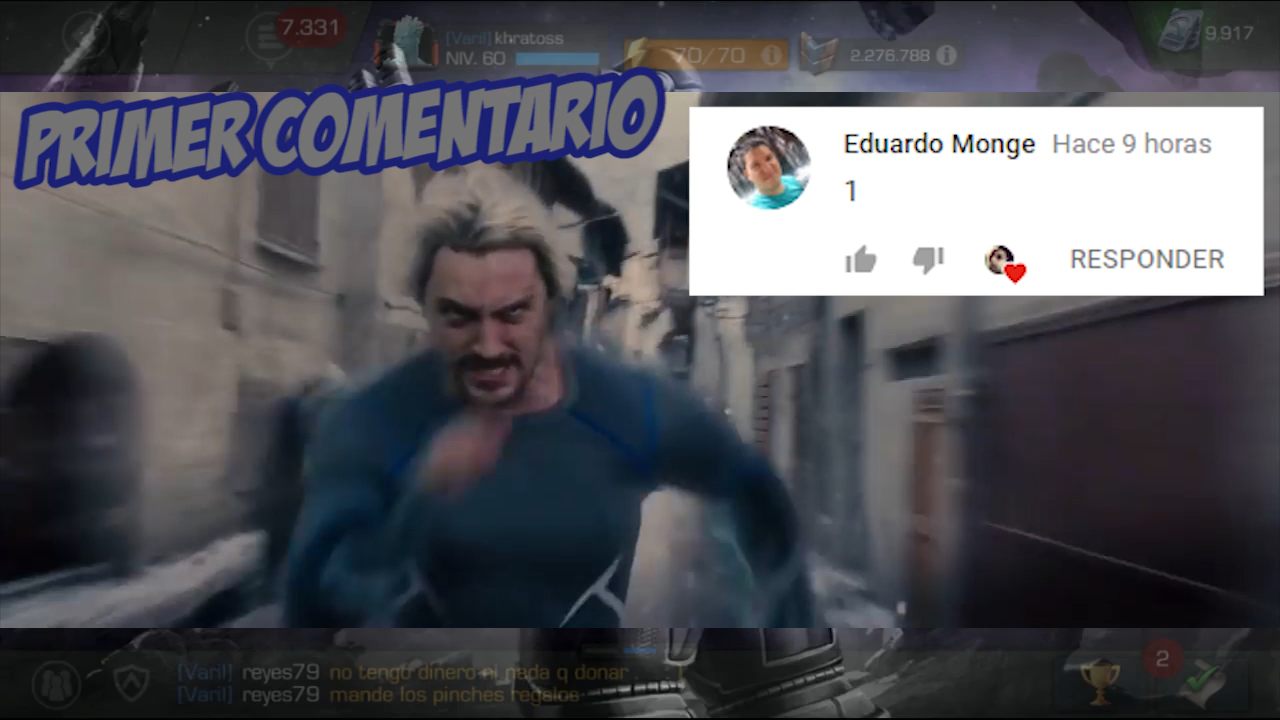 7.331
[Varil] khratoss
NIV. 60
70/70
2.276.788
9.917
PRIMER COMENTARIO
Eduardo Monge Hace 9 horas
1
RESPONDER
[Varil] reyes79 no tengo dinero ni nada q donar
[Varil] reyes79 mande los pinches regalos
2